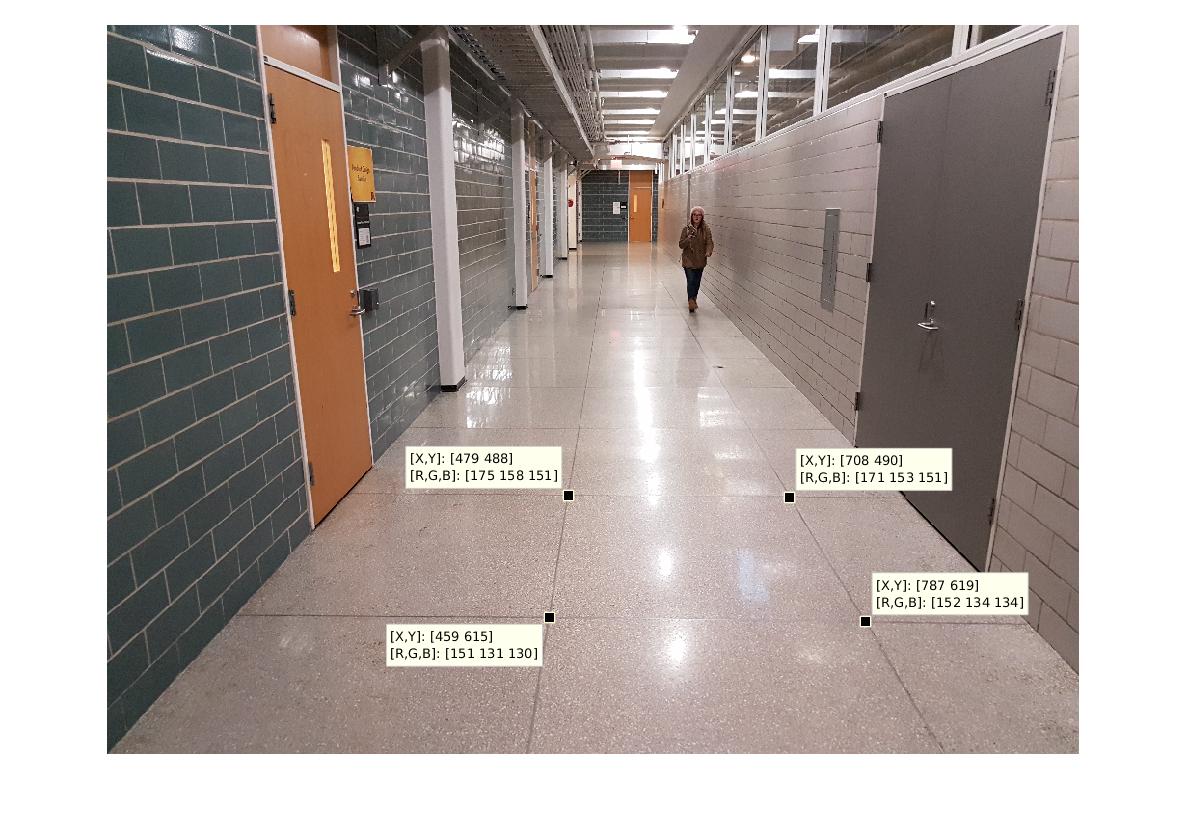 [X,Y]: [479 488]
[R,G,B]: [175 158 151]
[X,Y]: [708 490]
[R,G,B]: [171 153 151]
[X,Y]: [787 619]
[R,G,B]: [152 134 134]
[X,Y]: [459 615]
[R,G,B]: [151 131 130]